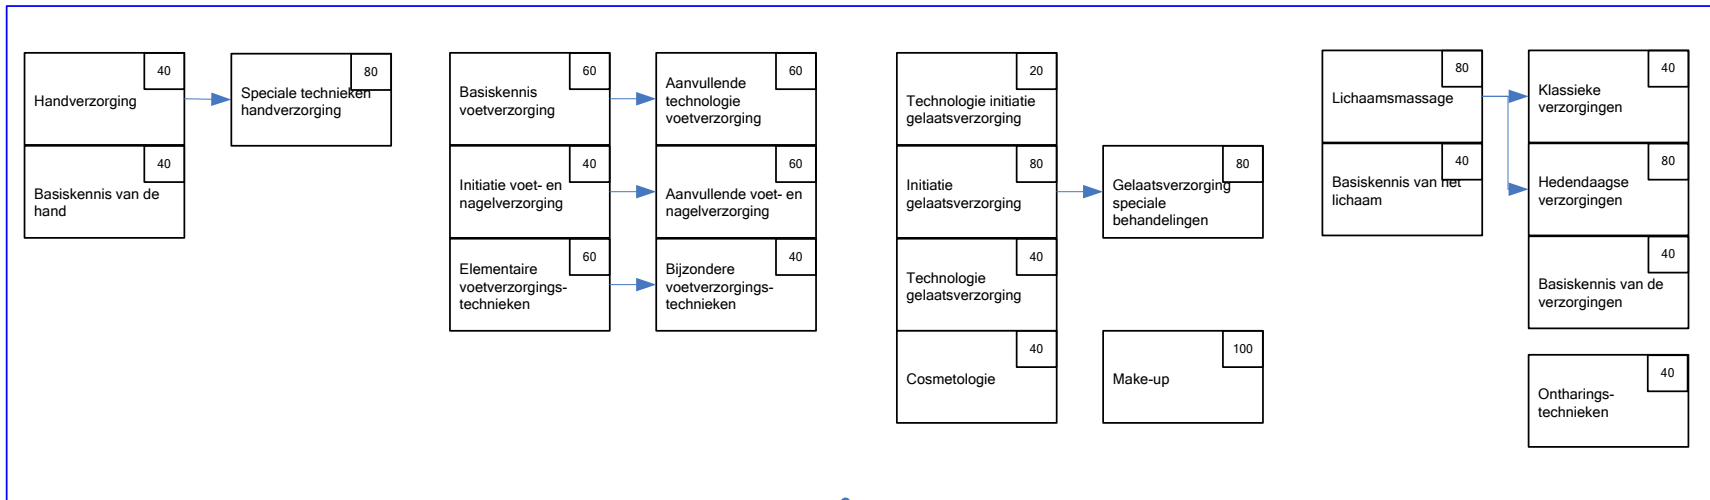 40
Handverzorging
80
Speciale technieken
handverzorging
40
Basiskennis van de
hand
60
Basiskennis
voetverzorging
60
Aanvullende
technologie
voetverzorging
40
Initiatie voet- en
nagelverzorging
60
Aanvullende voet- en
nagelverzorging
60
Elementaire
voetverzorgings-
technieken
40
Bijzondere
voetverzorgings-
technieken
20
Technologie initiatie
gelaatsverzorging
80
Initiatie
gelaatsverzorging
80
Gelaatsverzorging
speciale
behandelingen
40
Technologie
gelaatsverzorging
40
Cosmetologie
100
Make-up
80
Lichaamsmassage
40
Klassieke
verzorgingen
40
Basiskennis van het
lichaam
80
Hedendaagse
verzorgingen
40
Basiskennis van de
verzorgingen
40
Ontharings-
technieken